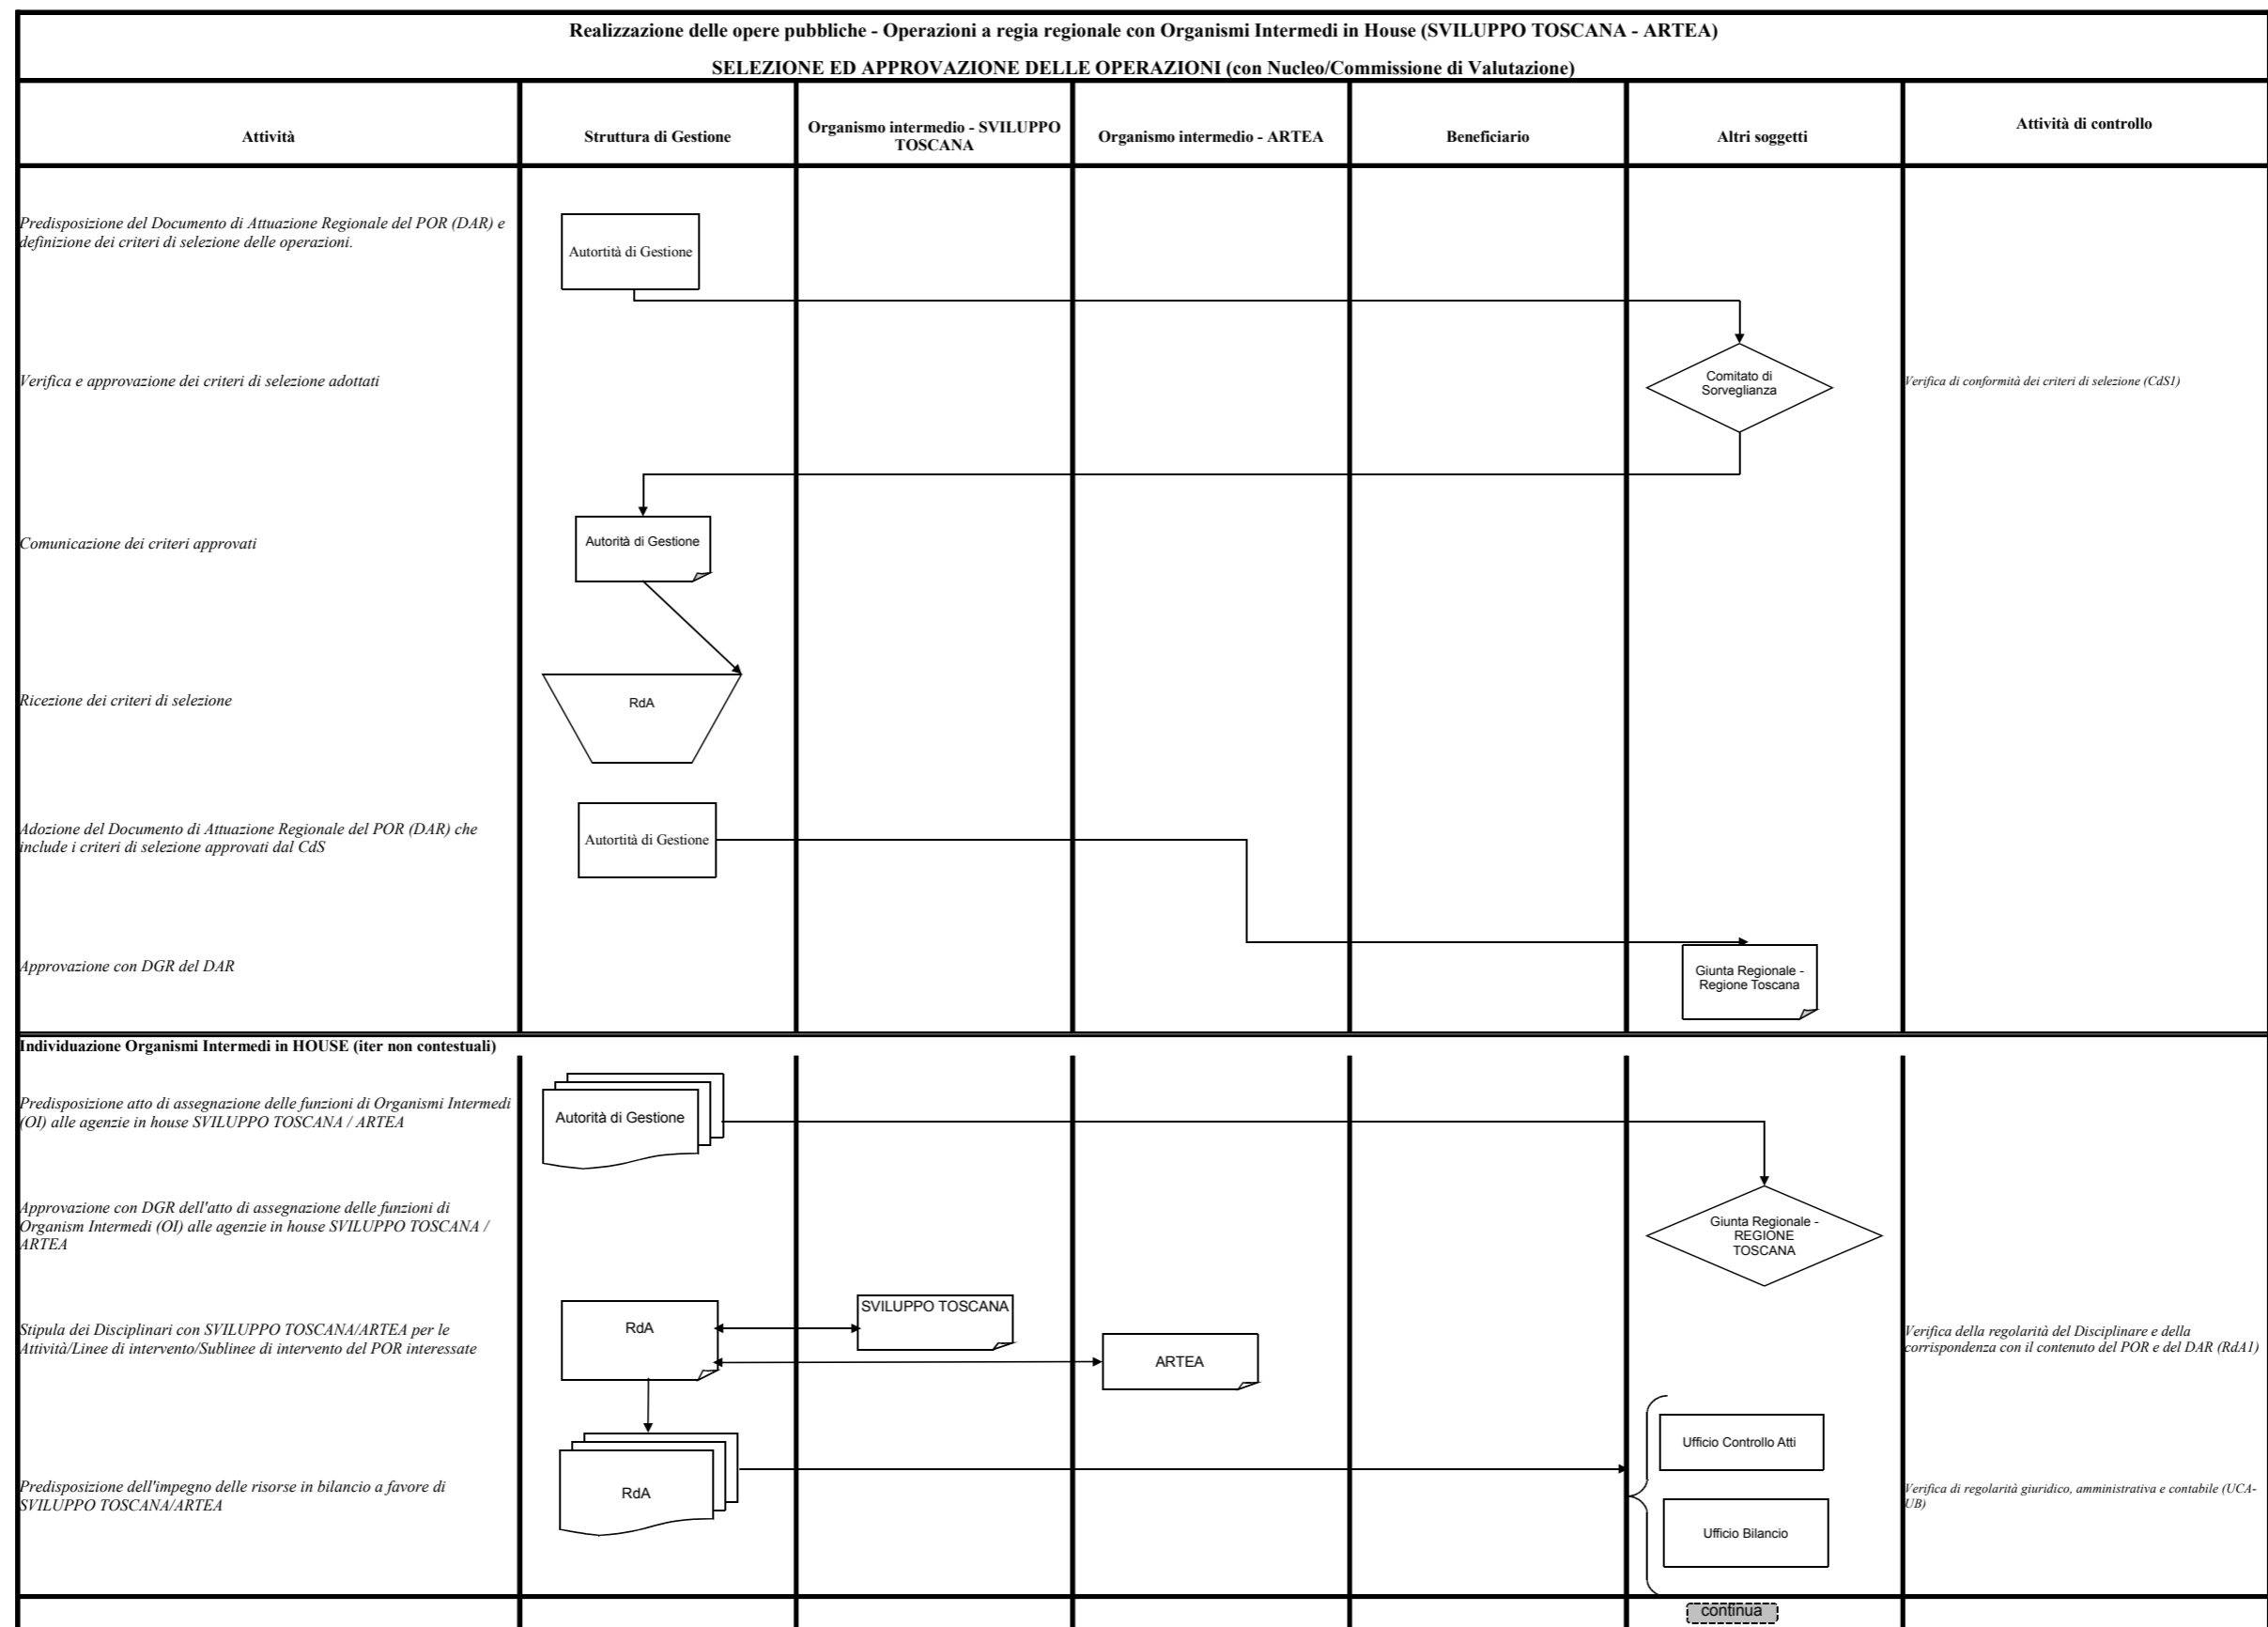 Realizzazione delle opere pubbliche - Operazioni a regia regionale con Organismi Intermedi in House (SVILUPPO TOSCANA - ARTEA)
SELEZIONE ED APPROVAZIONE DELLE OPERAZIONI (con Nucleo/Commissione di Valutazione)
Attività
Struttura di Gestione
Organismo intermedio - SVILUPPO
TOSCANA
Organismo intermedio - ARTEA
Beneficiario
Altri soggetti
Attività di controllo
Predisposizione del Documento di Attuazione Regionale del POR (DAR) e
definizione dei criteri di selezione delle operazioni.
Autortità di Gestione
Verifica e approvazione dei criteri di selezione adottati
Comitato di
Sorveglianza
Verifica di conformità dei criteri di selezione (CdS1)
Comunicazione dei criteri approvati
Autorità di Gestione
Ricezione dei criteri di selezione
RdA
Adozione del Documento di Attuazione Regionale del POR (DAR) che
include i criteri di selezione approvati dal CdS
Autortità di Gestione
Approvazione con DGR del DAR
Giunta Regionale -
Regione Toscana
Individuazione Organismi Intermedi in HOUSE (iter non contestuali)
Predisposizione atto di assegnazione delle funzioni di Organismi Intermedi
(OI) alle agenzie in house SVILUPPO TOSCANA / ARTEA
Autorità di Gestione
Approvazione con DGR dell'atto di assegnazione delle funzioni di
Organism Intermedi (OI) alle agenzie in house SVILUPPO TOSCANA /
ARTEA
Giunta Regionale -
REGIONE
TOSCANA
Stipula dei Disciplinari con SVILUPPO TOSCANA/ARTEA per le
Attività/Linee di intervento/Sublinee di intervento del POR interessate
RdA
SVILUPPO TOSCANA
ARTEA
Verifica della regolarità del Disciplinare e della
corrispondenza con il contenuto del POR e del DAR (RdA1)
Predisposizione dell'impegno delle risorse in bilancio a favore di
SVILUPPO TOSCANA/ARTEA
RdA
Ufficio Controllo Atti
Ufficio Bilancio
Verifica di regolarità giuridico, amministrativa e contabile (UCA-
UB)
continua